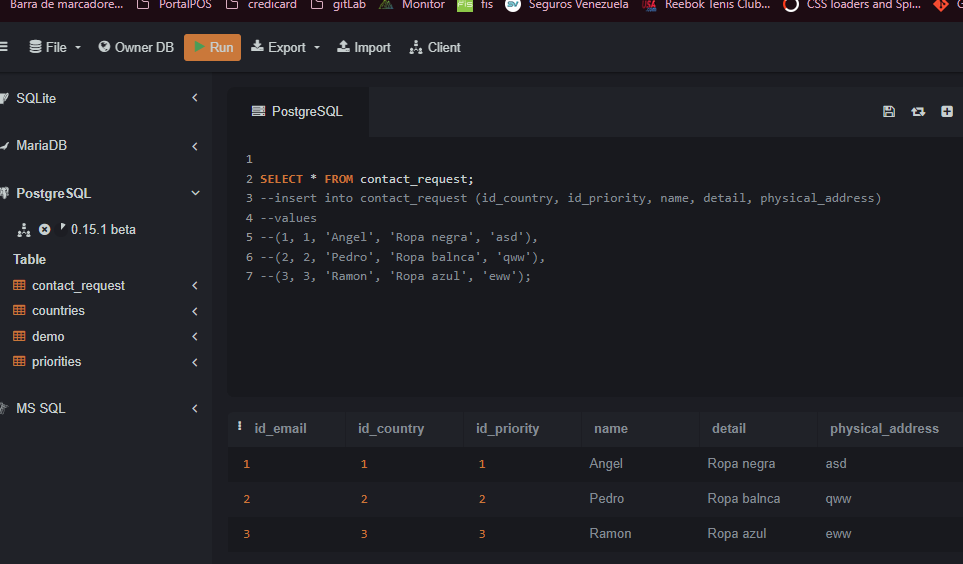 Barra de marcadore... PortalPOS credicard gitLab Monitor Fis fis SV Seguros Venezuela USA Reebok Tenis Club... CSS loaders and Spi... G
File Owner DB Run Export Import Client
SQLite
MariaDB
PostgreSQL
0.15.1 beta
Table
contact_request
countries
demo
priorities
MS SQL
PostgreSQL
1
2 SELECT * FROM contact_request;
3 --insert into contact_request (id_country, id_priority, name, detail, physical_address)
4 --values
5 --(1, 1, 'Angel', 'Ropa negra', 'asd'),
6 --(2, 2, 'Pedro', 'Ropa balnca', 'qww'),
7 --(3, 3, 'Ramon', 'Ropa azul', 'eww');
id_email id_country id_priority name detail physical_address
1 1 1 Angel Ropa negra asd
2 2 2 Pedro Ropa balnca qww
3 3 3 Ramon Ropa azul eww